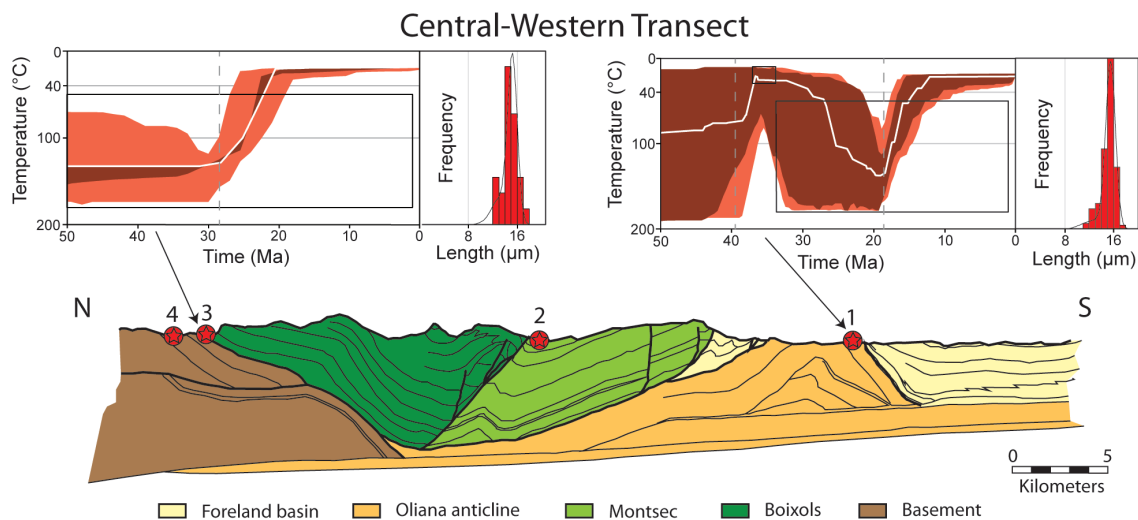 Central-Western Transect
0
40
100
200
Temperature (°C)
50
40
30
20
10
0
Time (Ma)
Frequency
8
16
Length (μm)
0
40
100
200
Temperature (°C)
50
40
30
20
10
0
Time (Ma)
Frequency
8
16
Length (μm)
N
S
4
3
2
1
0
5
Kilometers
Foreland basin
Oliana anticline
Montsec
Boixols
Basement